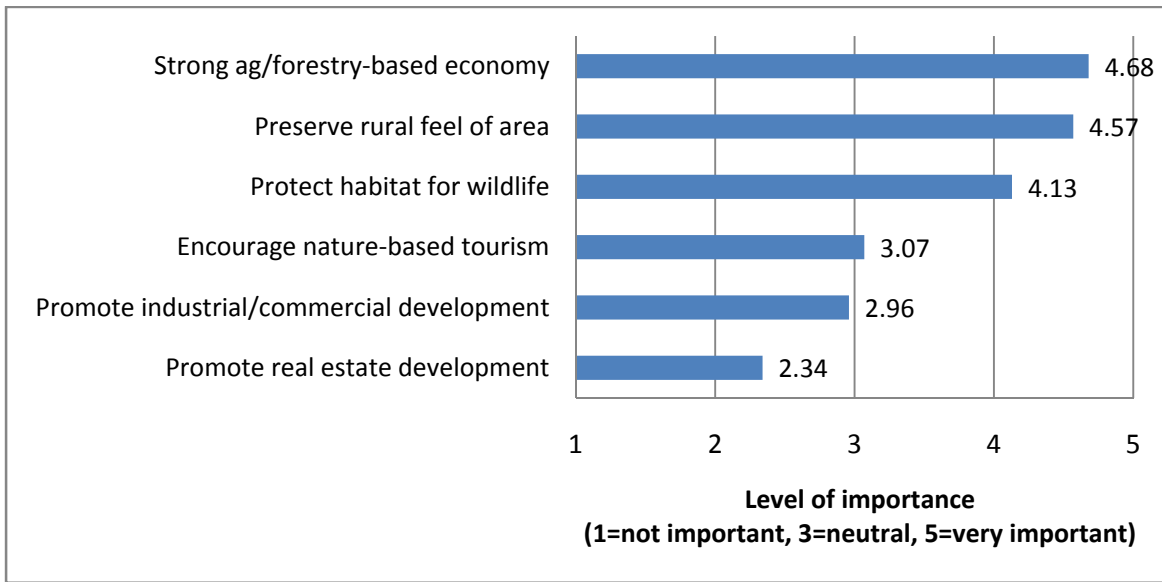 Strong ag/forestry-based economy 4.68
Preserve rural feel of area 4.57
Protect habitat for wildlife 4.13
Encourage nature-based tourism 3.07
Promote industrial/commercial development 2.96
Promote real estate development 2.34
1 2 3 4 5
Level of importance
(1=not important, 3=neutral, 5=very important)